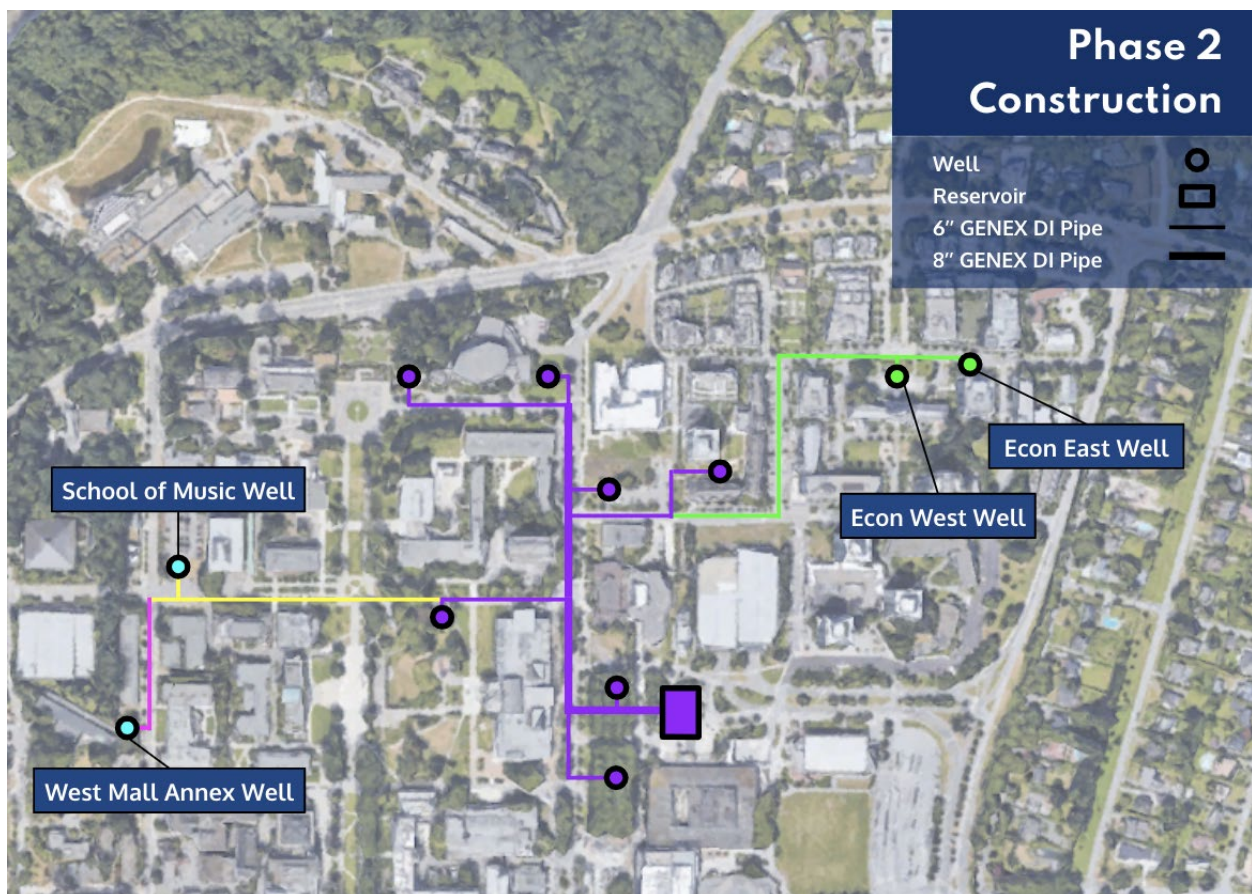 Phase 2
Construction
Well
Reservoir
6” GENEX DI Pipe
8” GENEX DI Pipe
Econ East Well
School of Music Well
Econ West Well
West Mall Annex Well